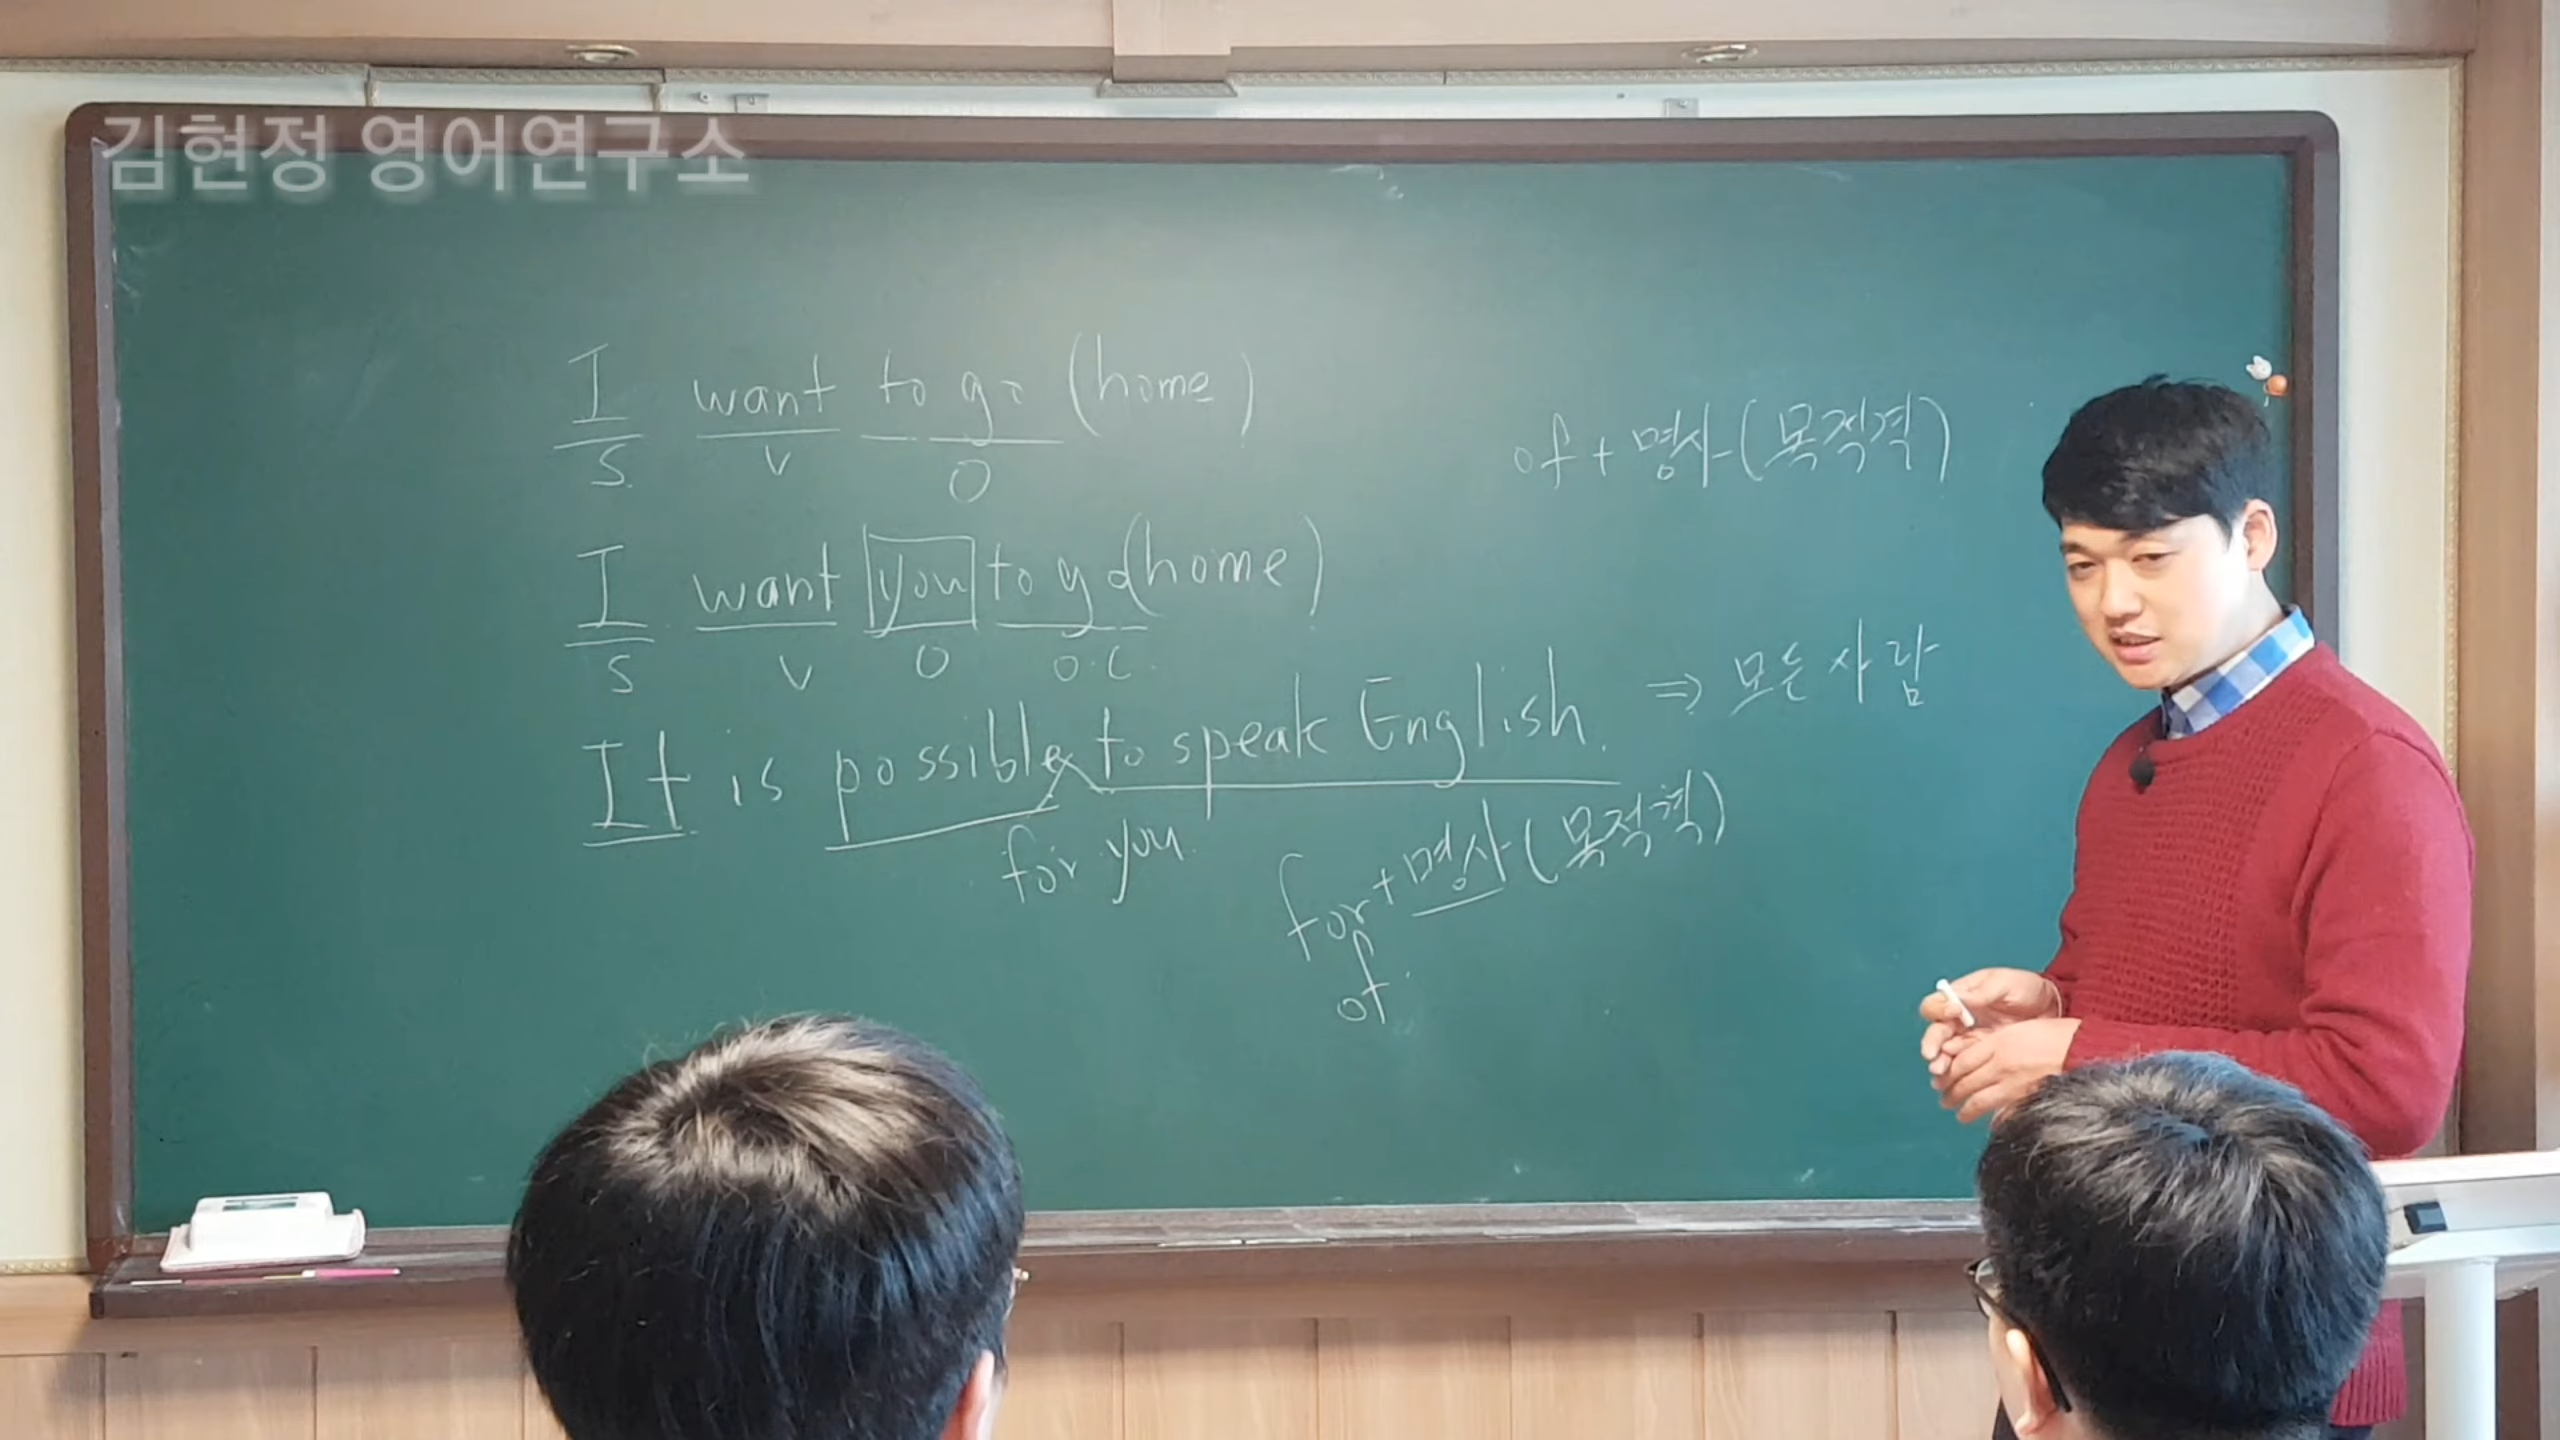 김현정 영어연구소
I want to go (home)
S V O
of + 명사 (목적격)
I want you to go (home)
S V O O.C.
It is possible to speak English. ⇒ 모든 사람
for you
for + 명사 (목적격)
of